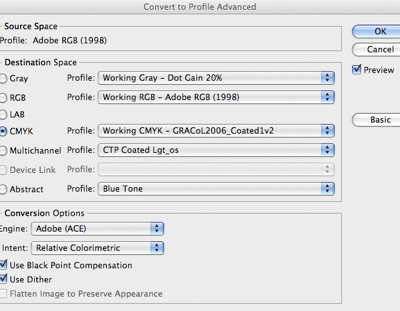 Convert to Profile Advanced
Source Space
Profile: Adobe RGB (1998)
OK
Cancel
Preview
Basic
Destination Space
Gray Profile: Working Gray - Dot Gain 20%
RGB Profile: Working RGB - Adobe RGB (1998)
LAB
CMYK Profile: Working CMYK - GRACoL2006_Coated1v2
Multichannel Profile: CTP Coated Lgt_os
Device Link Profile:
Abstract Profile: Blue Tone
Conversion Options
Engine: Adobe (ACE)
Intent: Relative Colorimetric
Use Black Point Compensation
Use Dither
Flatten Image to Preserve Appearance